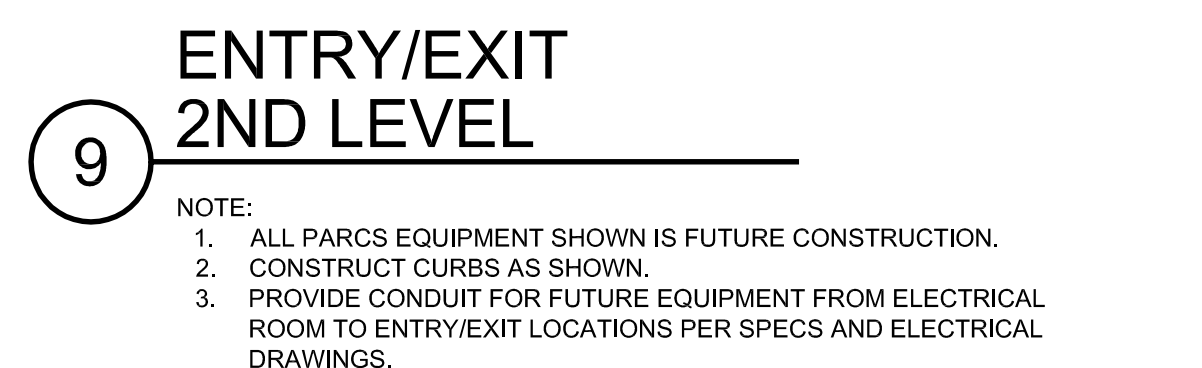 ENTRY/EXIT
2ND LEVEL
9
NOTE:
1. ALL PARCS EQUIPMENT SHOWN IS FUTURE CONSTRUCTION.
2. CONSTRUCT CURBS AS SHOWN.
3. PROVIDE CONDUIT FOR FUTURE EQUIPMENT FROM ELECTRICAL
ROOM TO ENTRY/EXIT LOCATIONS PER SPECS AND ELECTRICAL
DRAWINGS.